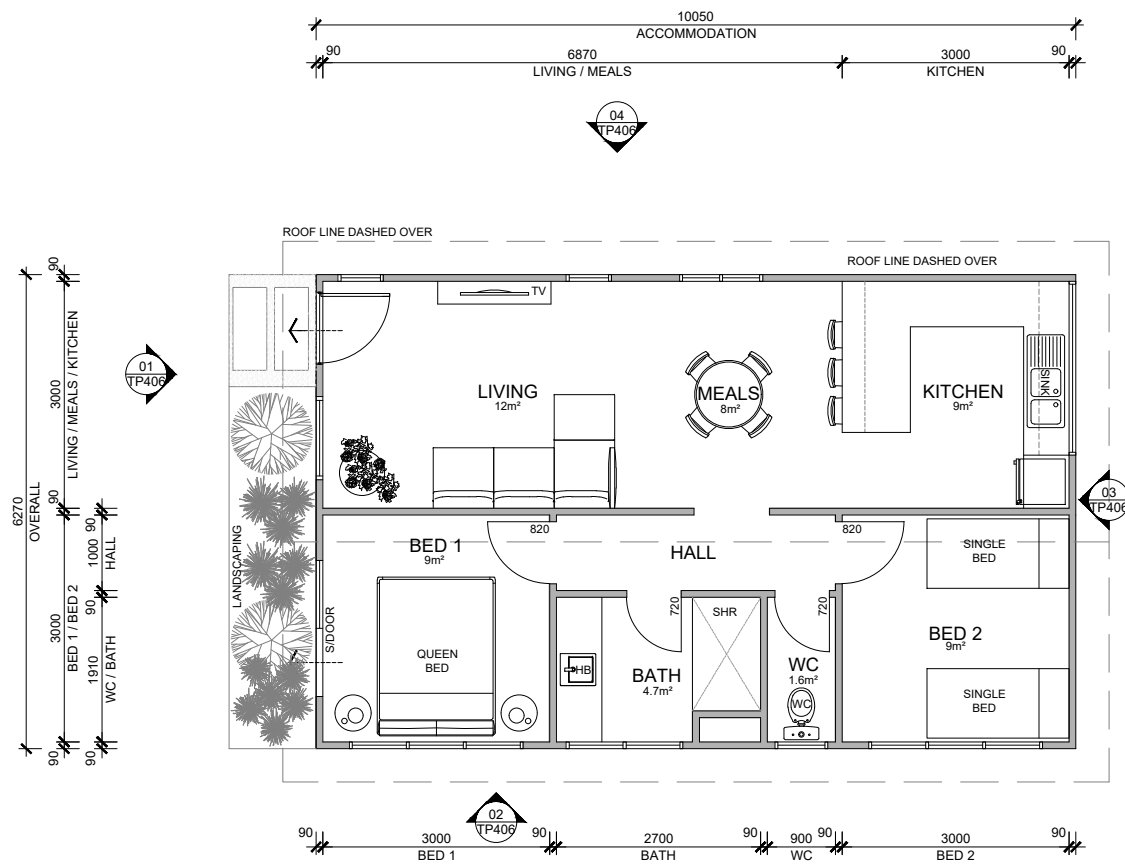 10050
ACCOMMODATION
90 6870 3000 90
LIVING / MEALS KITCHEN
04
TP406
ROOF LINE DASHED OVER
ROOF LINE DASHED OVER
TV
01
TP406
LIVING
12m²
MEALS
8m²
KITCHEN
9m²
SINK
03
TP406
6270
OVERALL
90
3000
LIVING / MEALS / KITCHEN
90
3000
BED 1 / BED 2
90
90
1000
HALL
90
1910
WC / BATH
90
LANDSCAPING
S/DOOR
BED 1
9m²
820
HALL
820
SINGLE
BED
QUEEN
BED
720
SHR
720
HB
BATH
4.7m²
WC
1.6m²
WC
BED 2
9m²
SINGLE
BED
02
TP406
90 3000 90 2700 90 900 90 3000 90
BED 1 BATH WC BED 2